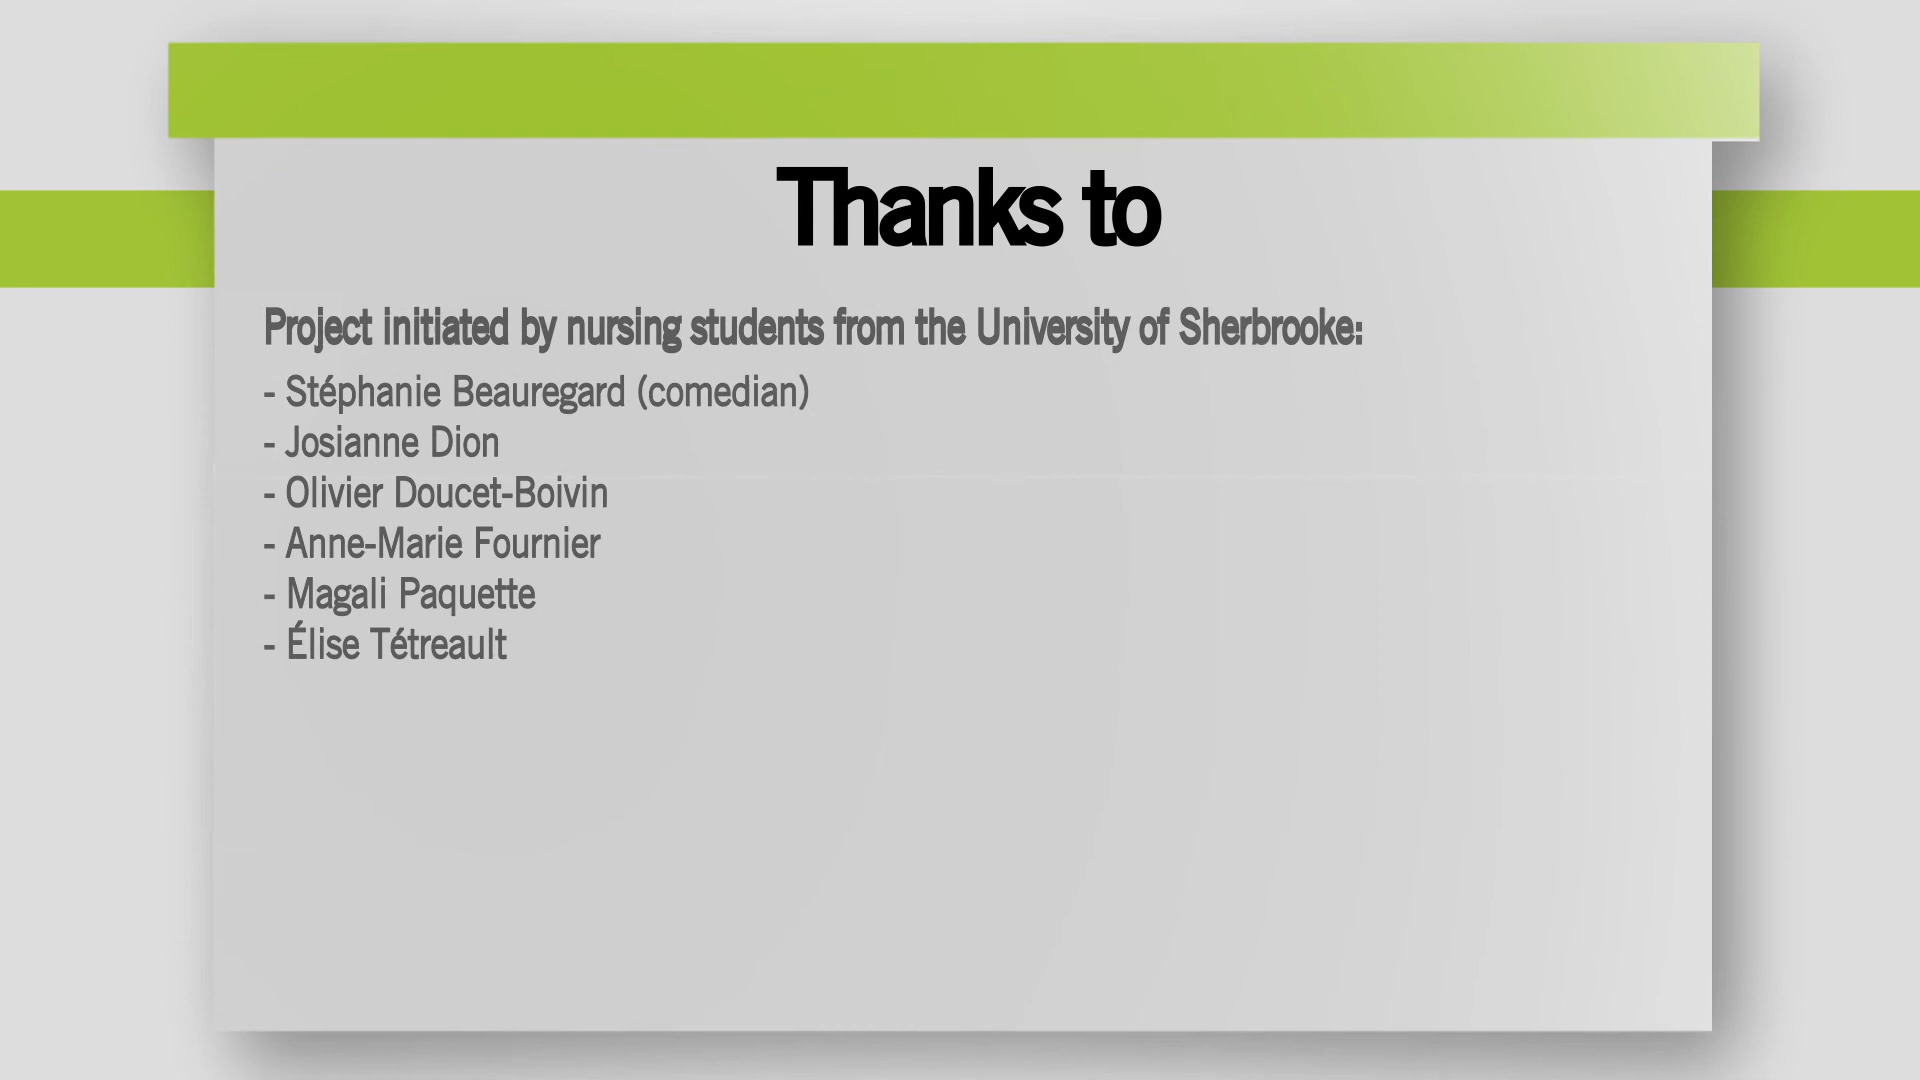 Thanks to
Project initiated by nursing students from the University of Sherbrooke:
- Stéphanie Beauregard (comedian)
- Josianne Dion
- Olivier Doucet-Boivin
- Anne-Marie Fournier
- Magali Paquette
- Élise Tétreault